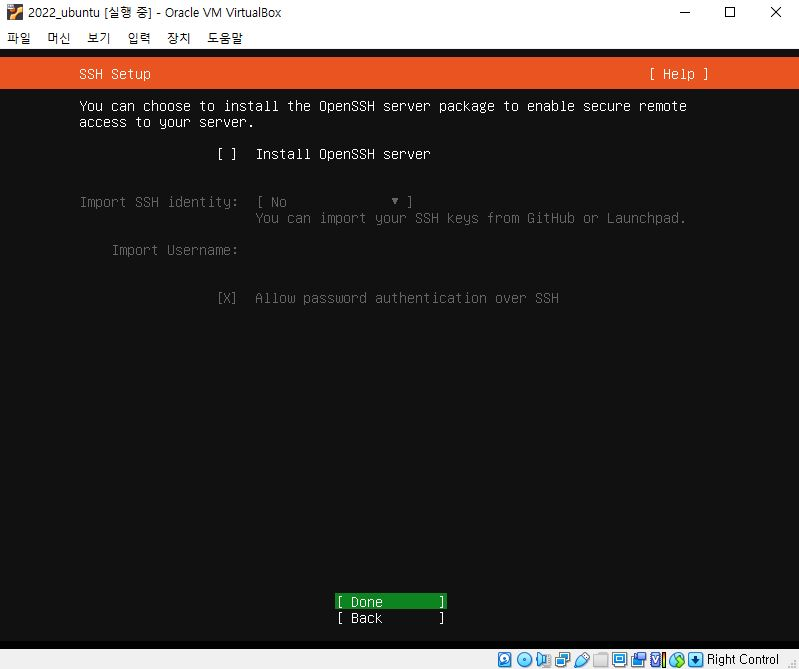 2022_ubuntu [실행 중] - Oracle VM VirtualBox
파일 머신 보기 입력 장치 도움말
SSH Setup [ Help ]
You can choose to install the OpenSSH server package to enable secure remote
access to your server.
[ ] Install OpenSSH server
Import SSH identity: [ No ▾ ]
You can import your SSH keys from GitHub or Launchpad.
Import Username:
[X] Allow password authentication over SSH
[ Done ]
[ Back ]
Right Control